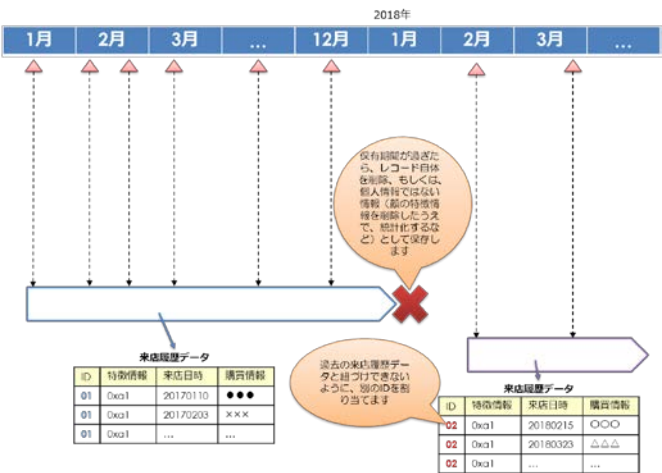 2018年
1月 2月 3月 … 12月 1月 2月 3月 …
保有期間が過ぎた
ら、レコード自体
を削除、もしくは、
個人情報ではない
情報（顔の特徴情
報を削除したうえ
で、統計化するな
ど）として保存し
ます
来店履歴データ
ID 特徴情報 来店日時 購買情報
01 0xa1 20170110 ●●●
01 0xa1 20170203 ×××
01 0xa1 … …
過去の来店履歴デー
タと紐づけできない
ように、別のIDを割
り当てます
来店履歴データ
ID 特徴情報 来店日時 購買情報
02 0xa1 20180215 〇〇〇
02 0xa1 20180323 △△△
02 0xa1 … …